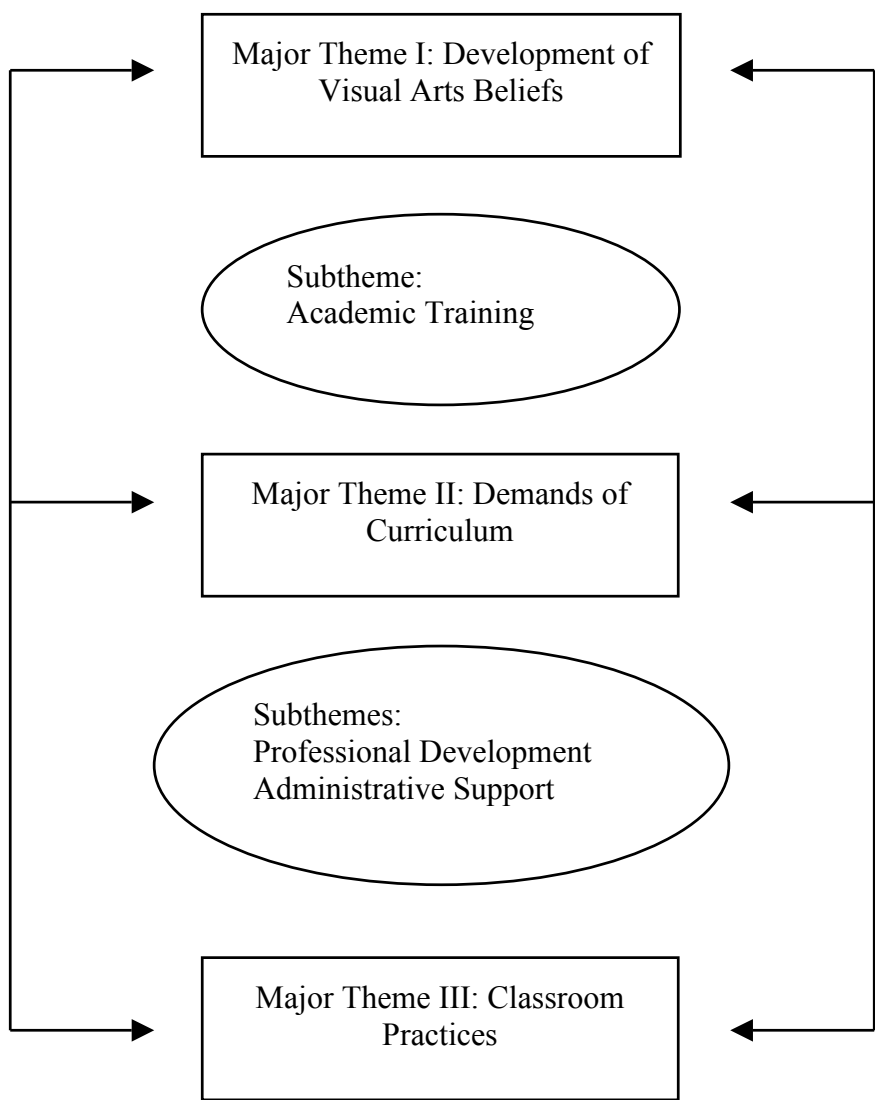 Major Theme I: Development of
Visual Arts Beliefs
Subtheme:
Academic Training
Major Theme II: Demands of
Curriculum
Subthemes:
Professional Development
Administrative Support
Major Theme III: Classroom
Practices